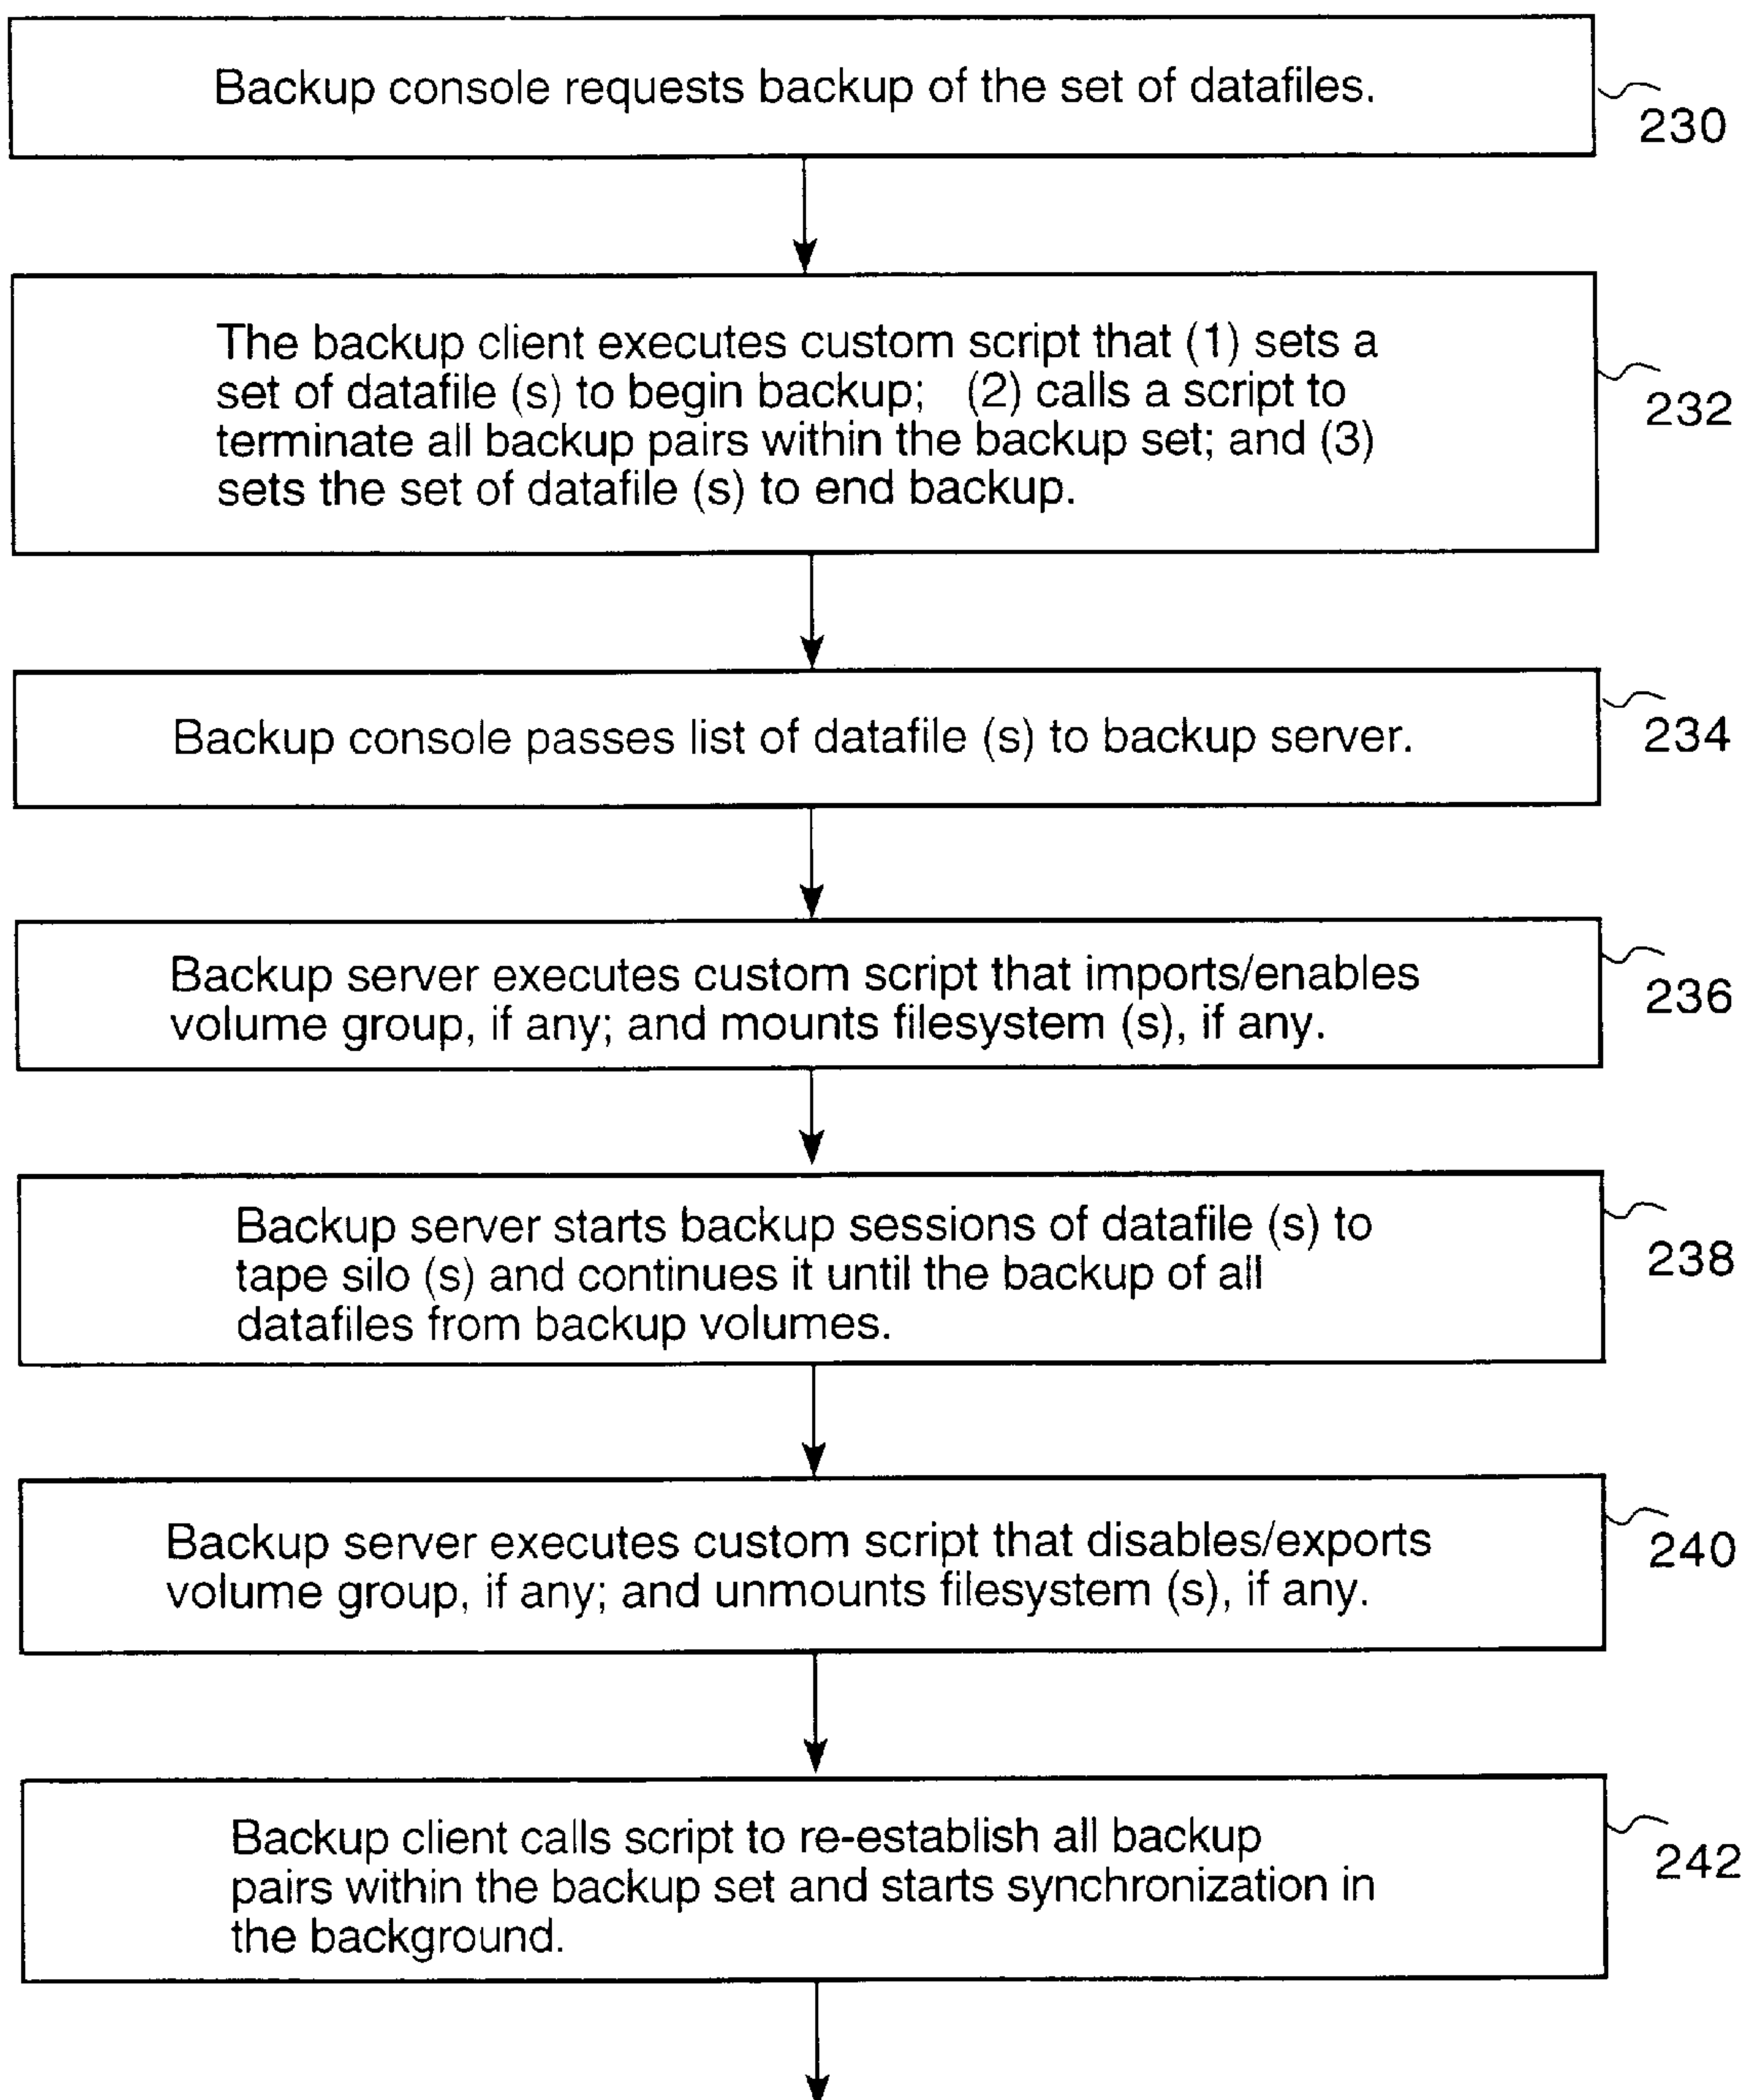 Backup console requests backup of the set of datafiles.
230
The backup client executes custom script that (1) sets a
set of datafile (s) to begin backup; (2) calls a script to
terminate all backup pairs within the backup set; and (3)
sets the set of datafile (s) to end backup.
232
Backup console passes list of datafile (s) to backup server.
234
Backup server executes custom script that imports/enables
volume group, if any; and mounts filesystem (s), if any.
236
Backup server starts backup sessions of datafile (s) to
tape silo (s) and continues it until the backup of all
datafiles from backup volumes.
238
Backup server executes custom script that disables/exports
volume group, if any; and unmounts filesystem (s), if any.
240
Backup client calls script to re-establish all backup
pairs within the backup set and starts synchronization in
the background.
242